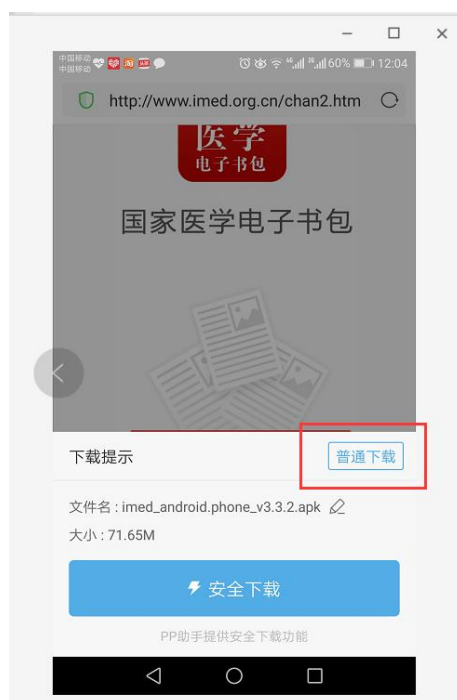 中国移动
中国移动
60% 12:04
http://www.imed.org.cn/chan2.htm
医学
电子书包
国家医学电子书包
下载提示
普通下载
文件名 : imed_android.phone_v3.3.2.apk
大小 : 71.65M
安全下载
PP助手提供安全下载功能